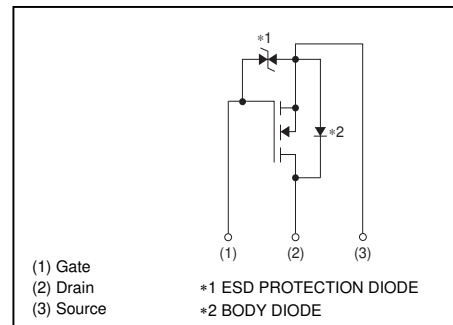 ∗1
∗2
(1) (2) (3)
(1) Gate
(2) Drain
(3) Source
∗1 ESD PROTECTION DIODE
∗2 BODY DIODE